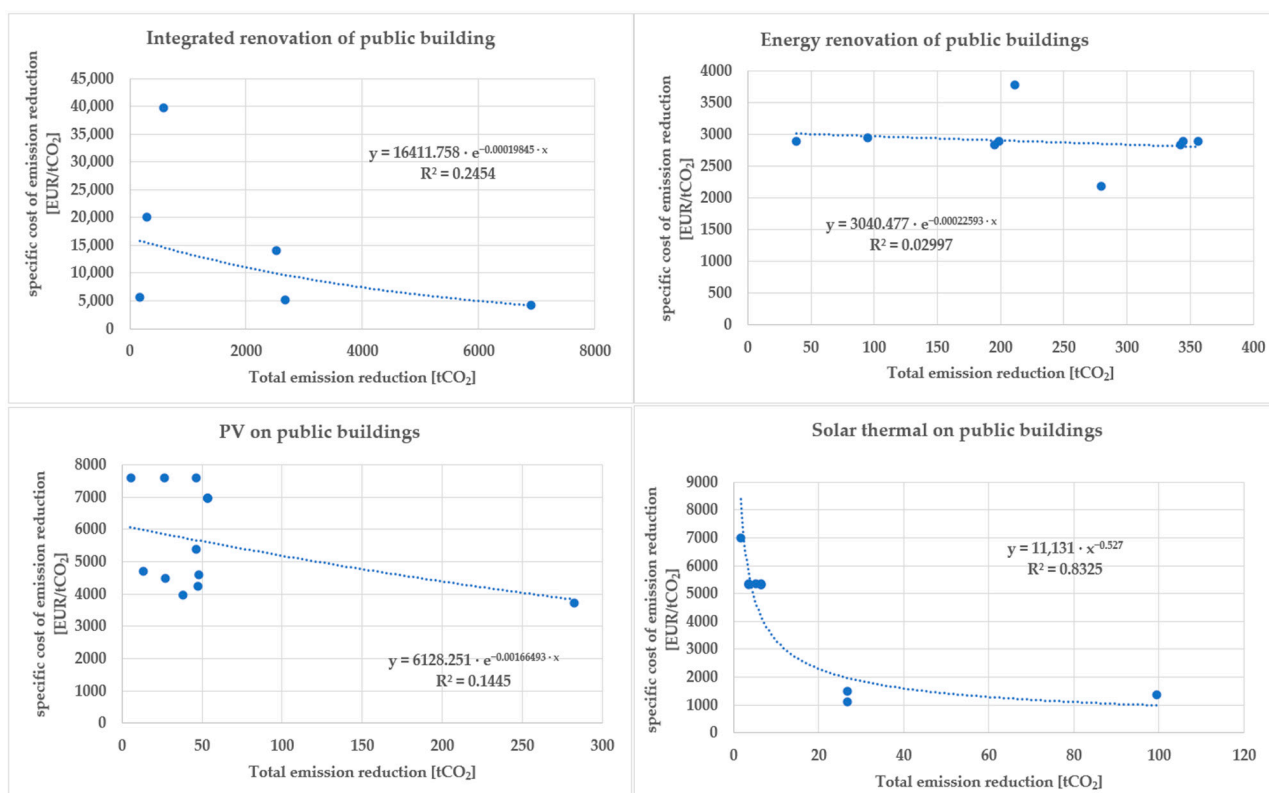 Integrated renovation of public building
specific cost of emission reduction
[EUR/tCO₂]
45,000
40,000
35,000
30,000
25,000
20,000
15,000
10,000
5,000
0
y = 16411.758 · e^−0.00019845 · x
R² = 0.2454
0 2000 4000 6000 8000
Total emission reduction [tCO₂]
Energy renovation of public buildings
specific cost of emission reduction
[EUR/tCO₂]
4000
3500
3000
2500
2000
1500
1000
500
0
y = 3040.477 · e^−0.00022593 · x
R² = 0.02997
0 50 100 150 200 250 300 350 400
Total emission reduction [tCO₂]
PV on public buildings
specific cost of emission reduction
[EUR/tCO₂]
8000
7000
6000
5000
4000
3000
2000
1000
0
y = 6128.251 · e^−0.00166493 · x
R² = 0.1445
0 50 100 150 200 250 300
Total emission reduction [tCO₂]
Solar thermal on public buildings
specific cost of emission reduction
[EUR/tCO₂]
9000
8000
7000
6000
5000
4000
3000
2000
1000
0
y = 11,131 · x^−0.527
R² = 0.8325
0 20 40 60 80 100 120
Total emission reduction [tCO₂]